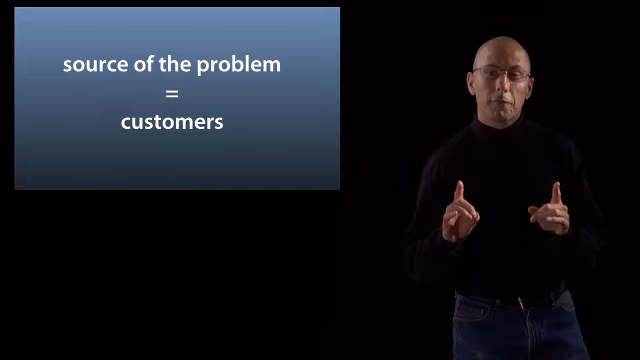 source of the problem
=
customers